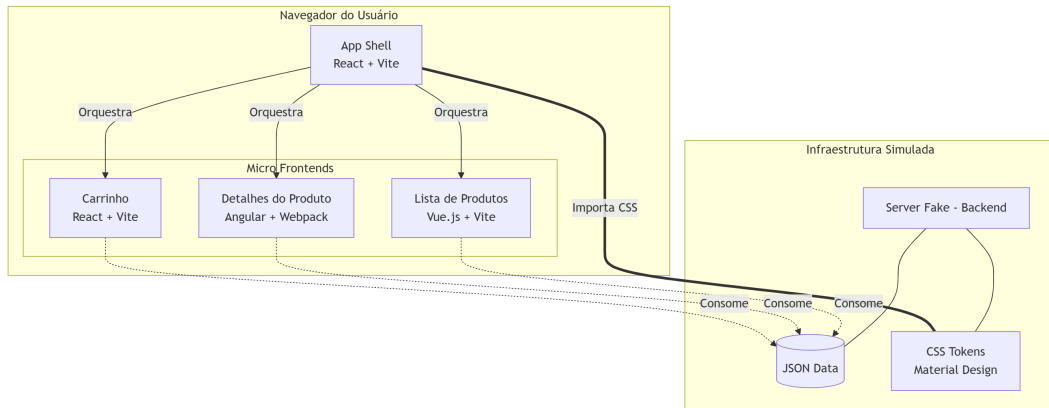 Navegador do Usuário
App Shell
React + Vite
Orquestra
Orquestra
Orquestra
Micro Frontends
Carrinho
React + Vite
Detalhes do Produto
Angular + Webpack
Lista de Produtos
Vue.js + Vite
Importa CSS
Infraestrutura Simulada
Server Fake - Backend
Consome
Consome
Consome
JSON Data
CSS Tokens
Material Design